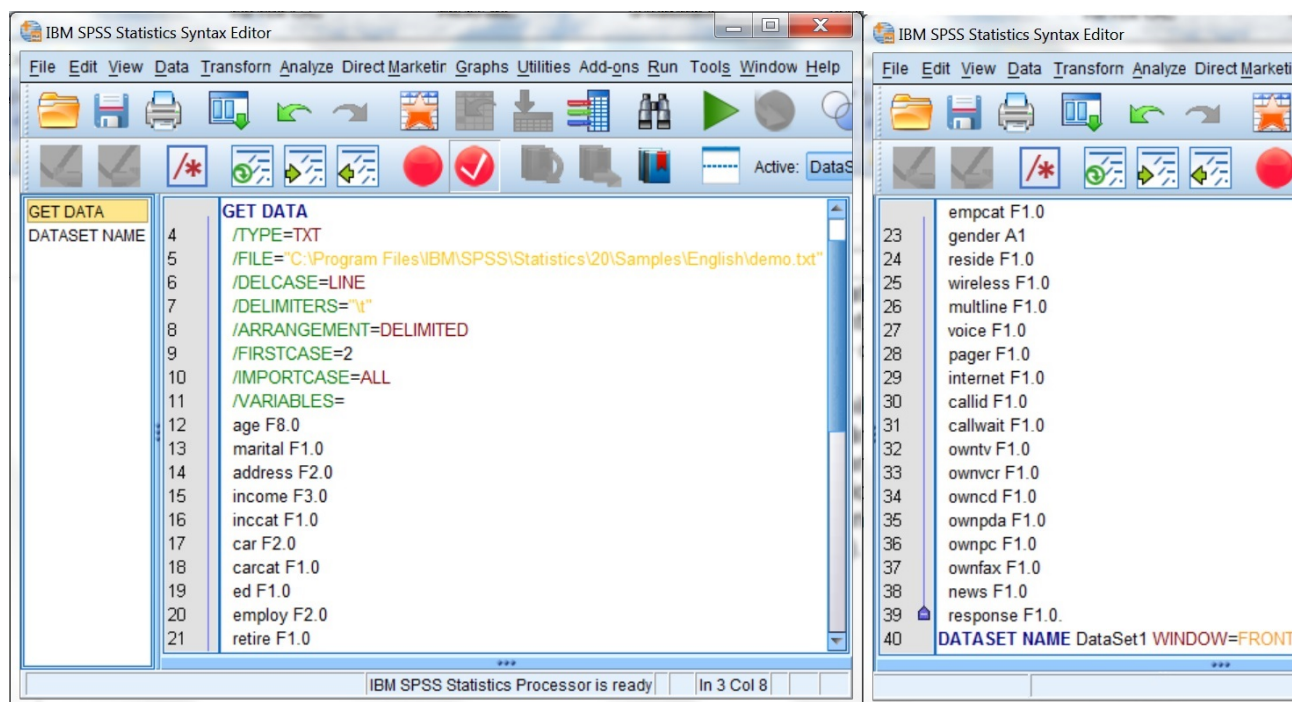 IBM SPSS Statistics Syntax Editor
File Edit View Data Transforn Analyze Direct Marketir Graphs Utilities Add-ons Run Tools Window Help
/*
Active: DataS
GET DATA
DATASET NAME
GET DATA
4 /TYPE=TXT
5 /FILE="C:\Program Files\IBM\SPSS\Statistics\20\Samples\English\demo.txt"
6 /DELCASE=LINE
7 /DELIMITERS="\t"
8 /ARRANGEMENT=DELIMITED
9 /FIRSTCASE=2
10 /IMPORTCASE=ALL
11 /VARIABLES=
12 age F8.0
13 marital F1.0
14 address F2.0
15 income F3.0
16 inccat F1.0
17 car F2.0
18 carcat F1.0
19 ed F1.0
20 employ F2.0
21 retire F1.0
IBM SPSS Statistics Processor is ready
In 3 Col 8
IBM SPSS Statistics Syntax Editor
File Edit View Data Transforn Analyze Direct Marketi
/*
empcat F1.0
23 gender A1
24 reside F1.0
25 wireless F1.0
26 multline F1.0
27 voice F1.0
28 pager F1.0
29 internet F1.0
30 callid F1.0
31 callwait F1.0
32 owntv F1.0
33 ownvcr F1.0
34 owncd F1.0
35 ownpda F1.0
36 ownpc F1.0
37 ownfax F1.0
38 news F1.0
39 response F1.0.
40 DATASET NAME DataSet1 WINDOW=FRONT